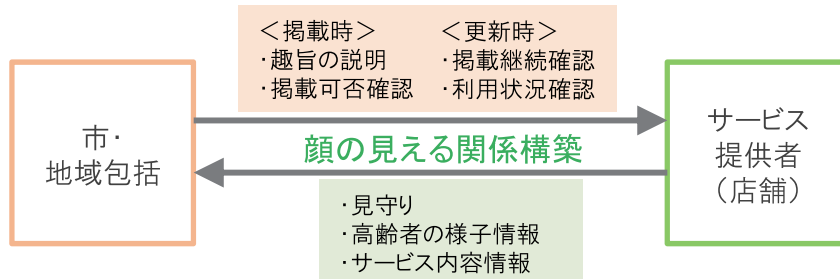 ＜掲載時＞
・趣旨の説明
・掲載可否確認
＜更新時＞
・掲載継続確認
・利用状況確認
市・
地域包括
顔の見える関係構築
サービス
提供者
（店舗）
・見守り
・高齢者の様子情報
・サービス内容情報